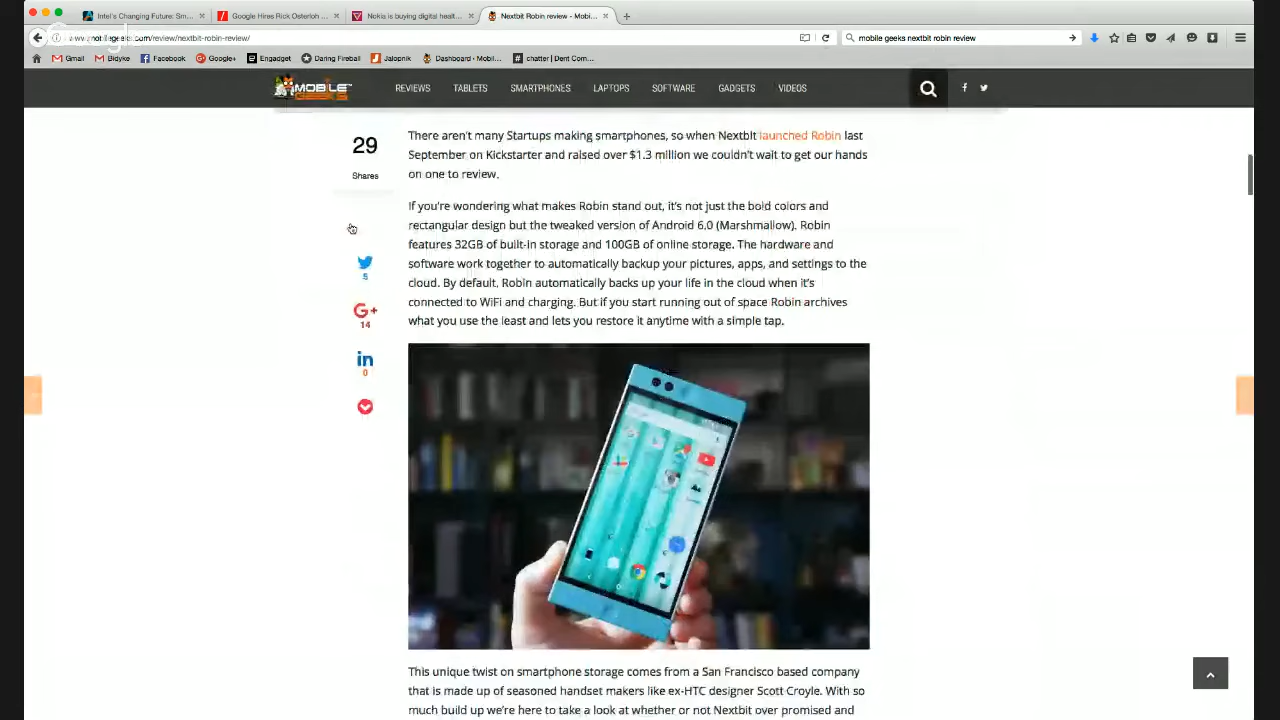 Intel's Changing Future: Sm...
Google Hires Rick Osterloh ...
Nokia is buying digital healt...
Nextbit Robin review - Mobi...
geeks.com/review/nextbit-robin-review/
mobile geeks nextbit robin review
Gmail
Bidyke
Facebook
Google+
Engadget
Daring Fireball
Jalopnik
Dashboard - Mobil...
chatter | Dent Com...
MOBILE GEEKS
REVIEWS
TABLETS
SMARTPHONES
LAPTOPS
SOFTWARE
GADGETS
VIDEOS
29
Shares
5
G+
14
in
0
There aren't many Startups making smartphones, so when Nextbit launched Robin last
September on Kickstarter and raised over $1.3 million we couldn't wait to get our hands
on one to review.
If you're wondering what makes Robin stand out, it's not just the bold colors and
rectangular design but the tweaked version of Android 6.0 (Marshmallow). Robin
features 32GB of built-in storage and 100GB of online storage. The hardware and
software work together to automatically backup your pictures, apps, and settings to the
cloud. By default, Robin automatically backs up your life in the cloud when it's
connected to WiFi and charging. But if you start running out of space Robin archives
what you use the least and lets you restore it anytime with a simple tap.
This unique twist on smartphone storage comes from a San Francisco based company
that is made up of seasoned handset makers like ex-HTC designer Scott Croyle. With so
much build up we're here to take a look at whether or not Nextbit over promised and